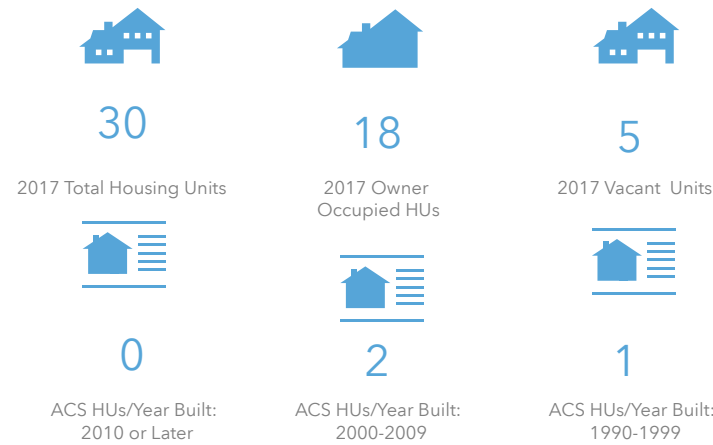 30
2017 Total Housing Units
18
2017 Owner
Occupied HUs
5
2017 Vacant Units
0
ACS HUs/Year Built:
2010 or Later
2
ACS HUs/Year Built:
2000-2009
1
ACS HUs/Year Built:
1990-1999